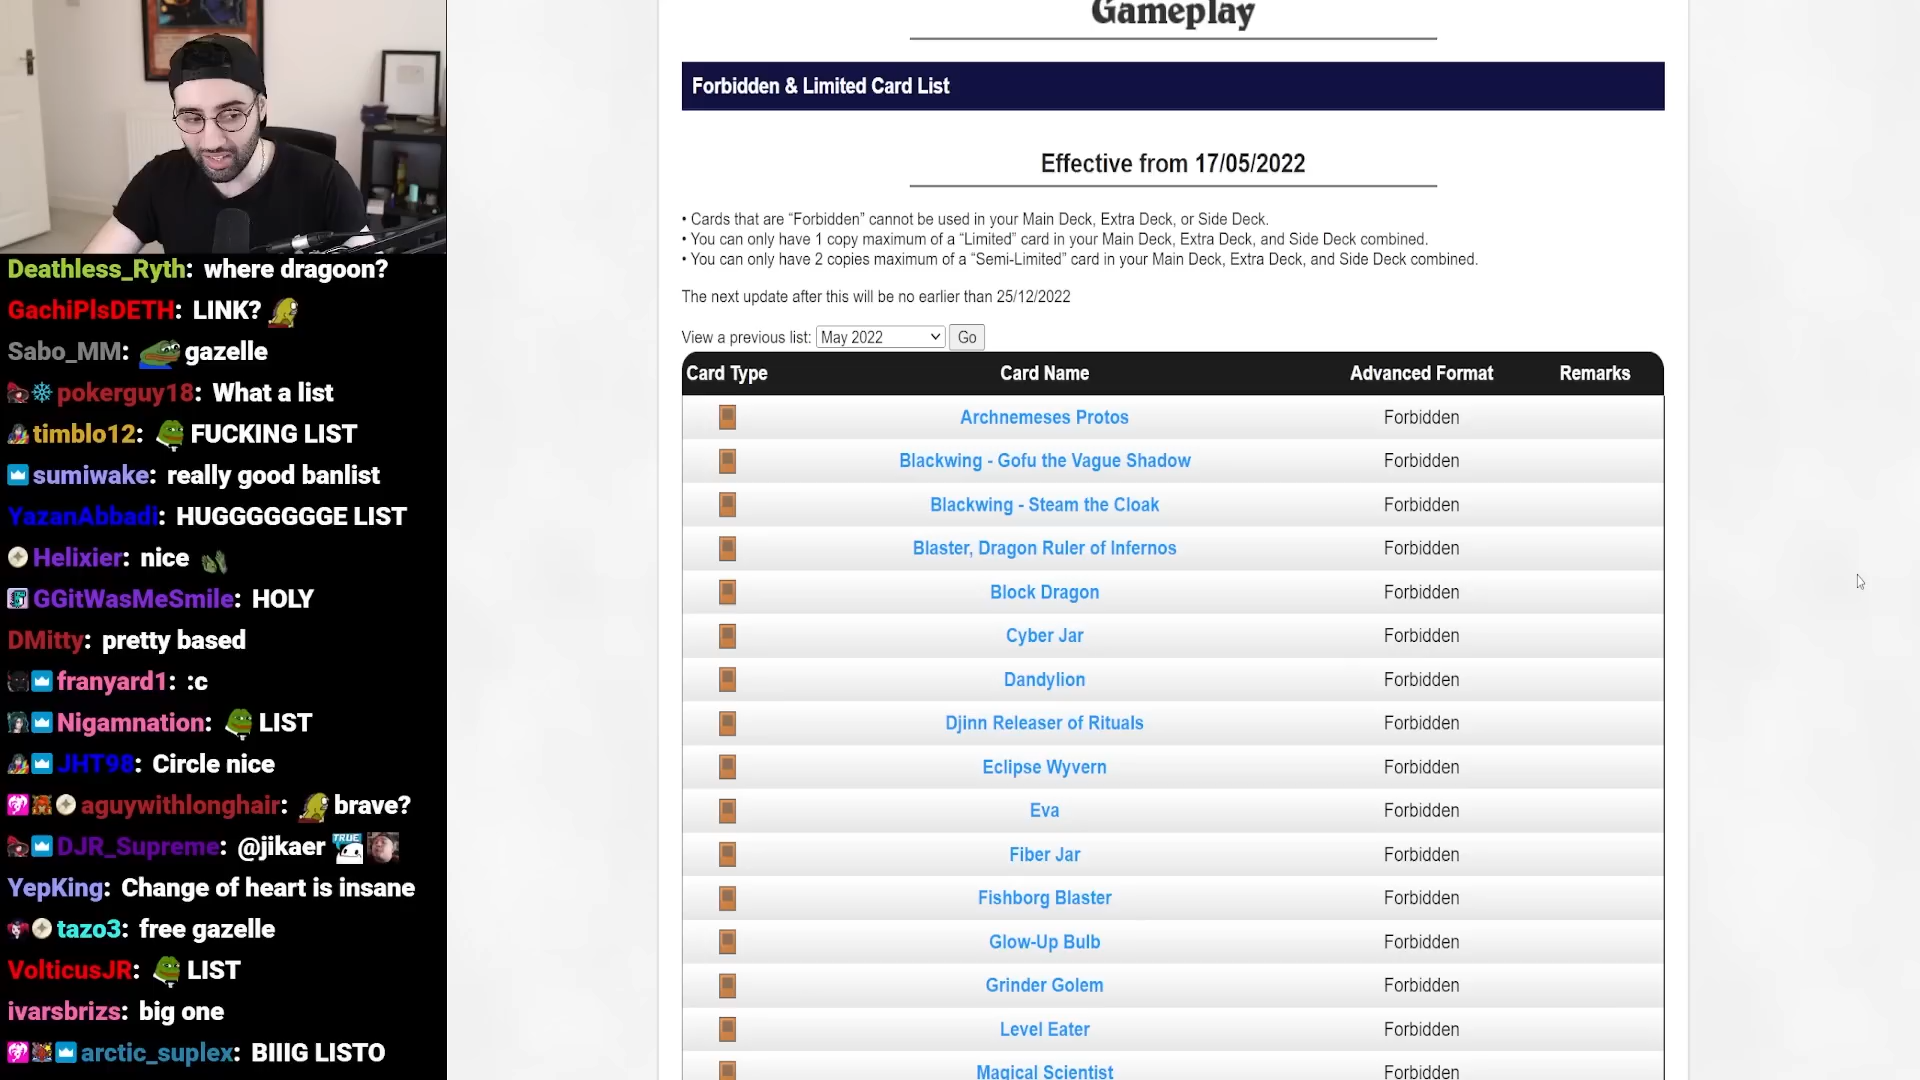 Gameplay
Forbidden & Limited Card List
Effective from 17/05/2022
• Cards that are “Forbidden” cannot be used in your Main Deck, Extra Deck, or Side Deck.
• You can only have 1 copy maximum of a “Limited” card in your Main Deck, Extra Deck, and Side Deck combined.
• You can only have 2 copies maximum of a “Semi-Limited” card in your Main Deck, Extra Deck, and Side Deck combined.
The next update after this will be no earlier than 25/12/2022
View a previous list: May 2022 Go
Card Type Card Name Advanced Format Remarks
Archnemeses Protos Forbidden
Blackwing - Gofu the Vague Shadow Forbidden
Blackwing - Steam the Cloak Forbidden
Blaster, Dragon Ruler of Infernos Forbidden
Block Dragon Forbidden
Cyber Jar Forbidden
Dandylion Forbidden
Djinn Releaser of Rituals Forbidden
Eclipse Wyvern Forbidden
Eva Forbidden
Fiber Jar Forbidden
Fishborg Blaster Forbidden
Glow-Up Bulb Forbidden
Grinder Golem Forbidden
Level Eater Forbidden
Magical Scientist Forbidden
Deathless_Ryth: where dragoon?
GachiPlsDETH: LINK?
Sabo_MM: gazelle
pokerguy18: What a list
timblo12: FUCKING LIST
sumiwake: really good banlist
YazanAbbadi: HUGGGGGGGE LIST
Helixier: nice
GGitWasMeSmile: HOLY
DMitty: pretty based
franyard1: :c
Nigamnation: LIST
JHT98: Circle nice
aguywithlonghair: brave?
DJR_Supreme: @jikaer TRUE
YepKing: Change of heart is insane
tazo3: free gazelle
VolticusJR: LIST
ivarsbrizs: big one
arctic_suplex: BIIIG LISTO